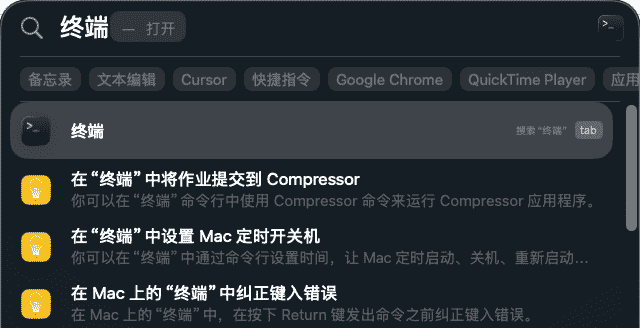 终端 — 打开
备忘录 文本编辑 Cursor 快捷指令 Google Chrome QuickTime Player 应用
终端 搜索“终端” tab
在“终端”中将作业提交到 Compressor
你可以在“终端”命令行中使用 Compressor 命令来运行 Compressor 应用程序。
在“终端”中设置 Mac 定时开关机
你可以在“终端”中通过命令行设置时间，让 Mac 定时启动、关机、重新启动...
在 Mac 上的“终端”中纠正键入错误
在 Mac 上的“终端”中，在按下 Return 键发出命令之前纠正键入错误。